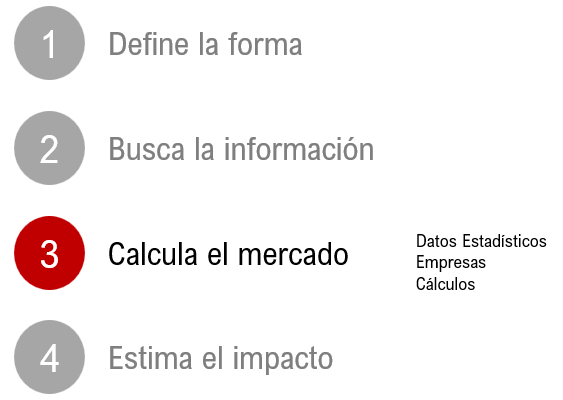 1 Define la forma
2 Busca la información
3 Calcula el mercado
Datos Estadísticos
Empresas
Cálculos
4 Estima el impacto